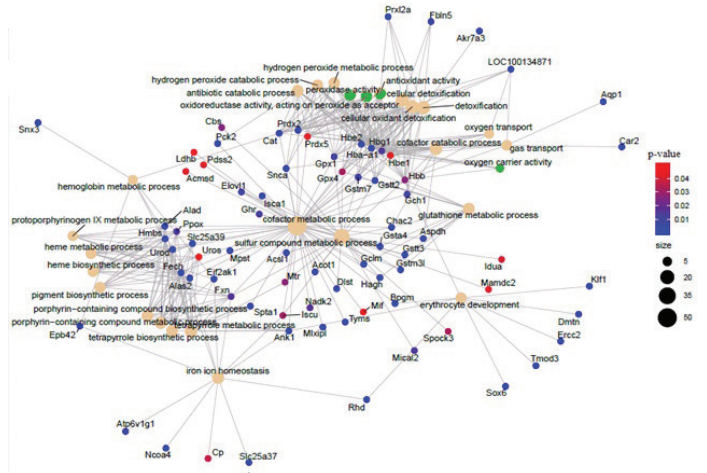 Prxl2a
Fbln5
Akr7a3
hydrogen peroxide metabolic process
LOC100134871
hydrogen peroxide catabolic process
antioxidant activity
antibiotic catabolic process
peroxidase activity
cellular detoxification
oxidoreductase activity, acting on peroxide as acceptor
detoxification
Aqp1
cellular oxidant detoxification
oxygen transport
Snx3
Cbs
Pck2
Prdx2
Cat
Prdx5
Hbe2
Hbg1
cofactor catabolic process
gas transport
Car2
Hba-a1
Hbe1
oxygen carrier activity
Ldhb
Pdss2
Acmsd
Gpx1
Gpx4
Snca
Hbb
Gstm7
Gstt2
Gch1
hemoglobin metabolic process
Elovl1
Isca1
Ghr
protoporphyrinogen IX metabolic process
Alad
Ppox
cofactor metabolic process
Chac2
glutathione metabolic process
Hmbs
Slc25a39
sulfur compound metabolic process
Gsta4
Aspdh
heme metabolic process
Urod
Uros
Mpst
Acsl1
Gclm
Gstt3
Gstm3l
heme biosynthetic process
Fech
Eif2ak1
Acot1
Idua
Alas2
Mtr
Dlst
Hagh
Mamdc2
Klf1
pigment biosynthetic process
Fxn
Nadk2
Bpgm
erythrocyte development
porphyrin-containing compound biosynthetic process
Spta1
Iscu
Mif
porphyrin-containing compound metabolic process
tetrapyrrole metabolic process
Tyms
Dmtn
Epb42
tetrapyrrole biosynthetic process
Ank1
Mlxipl
Spock3
Ercc2
Mical2
Tmod3
iron ion homeostasis
Sox6
Rhd
Atp6v1g1
Ncoa4
Cp
Slc25a37
p-value
0.04
0.03
0.02
0.01
size
5
20
35
50